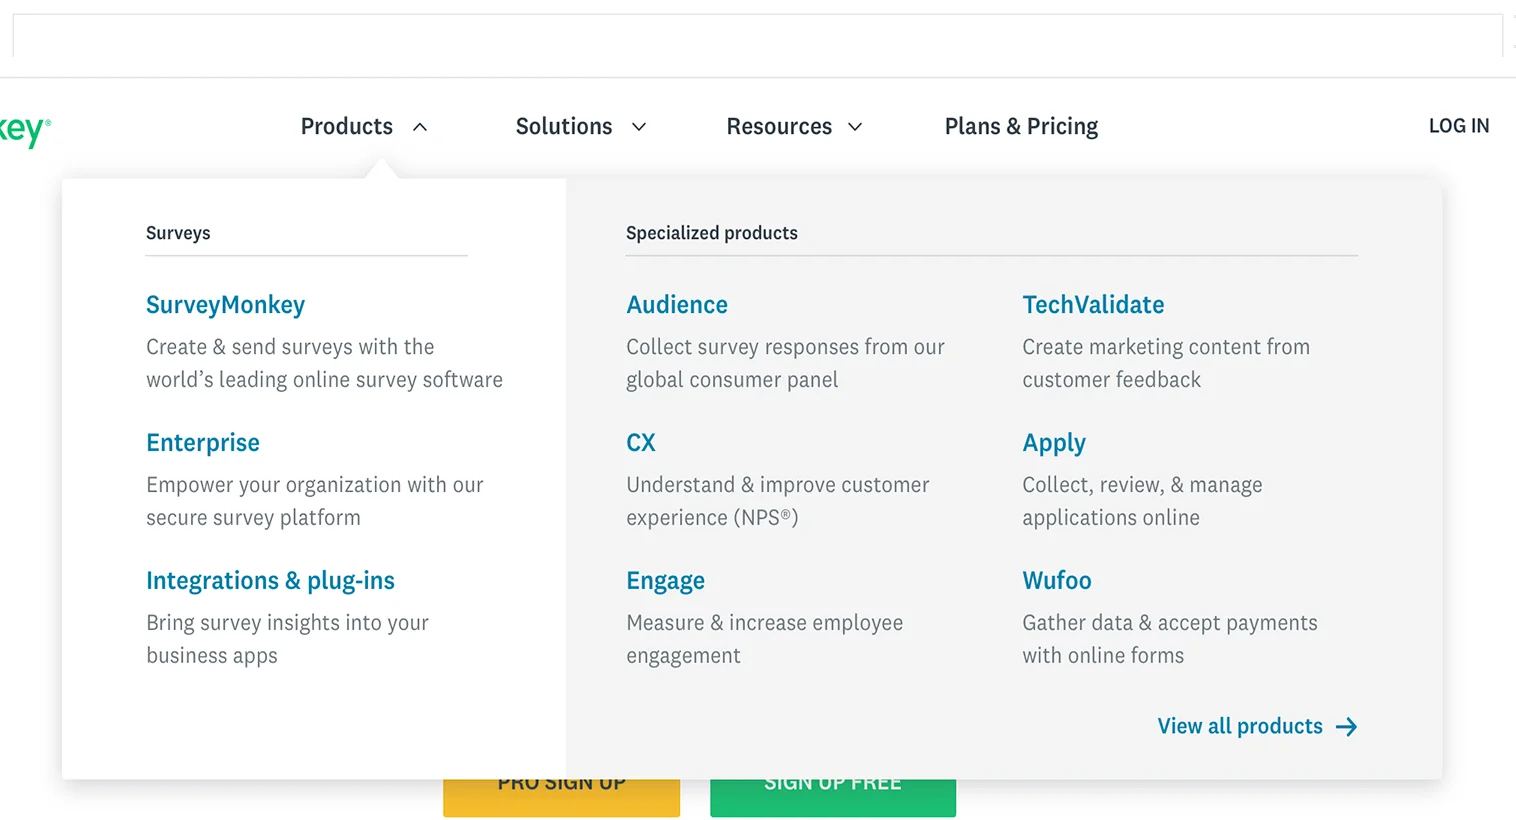 key®
Products
Solutions
Resources
Plans & Pricing
LOG IN
Surveys
SurveyMonkey
Create & send surveys with the
world’s leading online survey software
Enterprise
Empower your organization with our
secure survey platform
Integrations & plug-ins
Bring survey insights into your
business apps
Specialized products
Audience
Collect survey responses from our
global consumer panel
CX
Understand & improve customer
experience (NPS®)
Engage
Measure & increase employee
engagement
TechValidate
Create marketing content from
customer feedback
Apply
Collect, review, & manage
applications online
Wufoo
Gather data & accept payments
with online forms
View all products
PRO SIGN UP
SIGN UP FREE